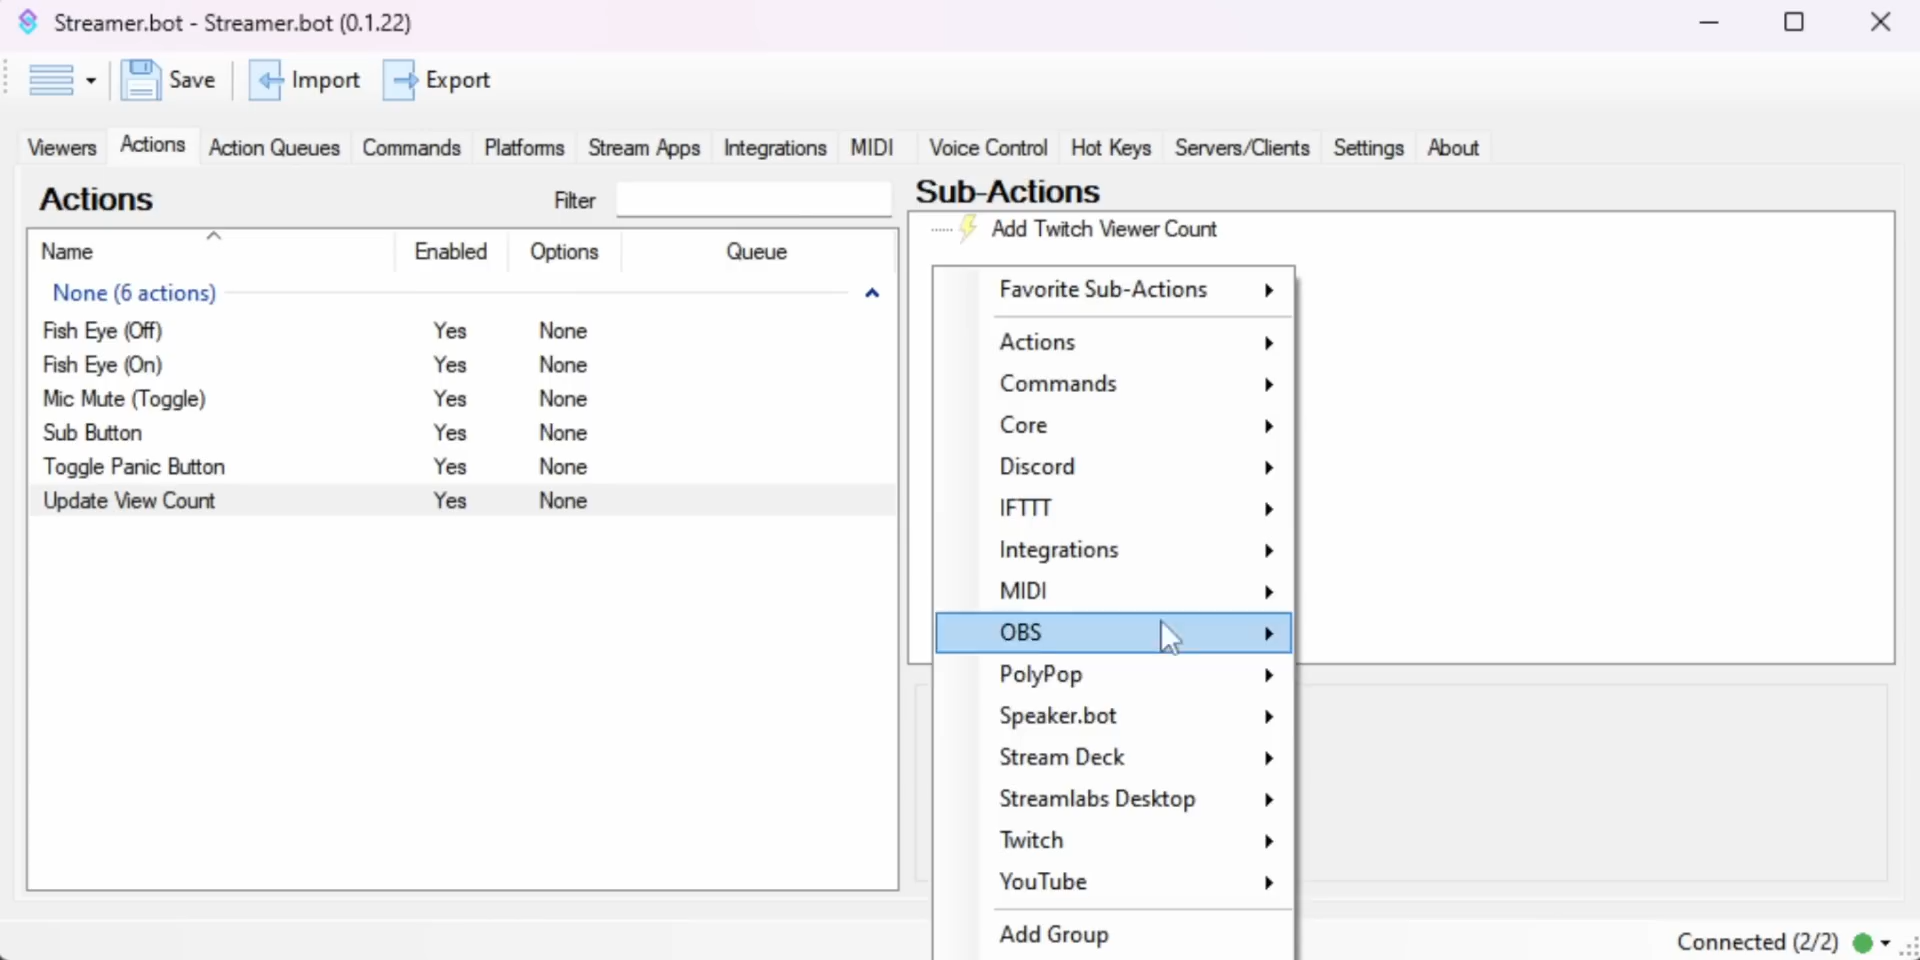 Streamer.bot - Streamer.bot (0.1.22)
Save Import Export
Viewers Actions Action Queues Commands Platforms Stream Apps Integrations MIDI Voice Control Hot Keys Servers/Clients Settings About
Actions Filter
Name Enabled Options Queue
None (6 actions)
Fish Eye (Off) Yes None
Fish Eye (On) Yes None
Mic Mute (Toggle) Yes None
Sub Button Yes None
Toggle Panic Button Yes None
Update View Count Yes None
Sub-Actions
Add Twitch Viewer Count
Favorite Sub-Actions
Actions
Commands
Core
Discord
IFTTT
Integrations
MIDI
OBS
PolyPop
Speaker.bot
Stream Deck
Streamlabs Desktop
Twitch
YouTube
Add Group
Connected (2/2)